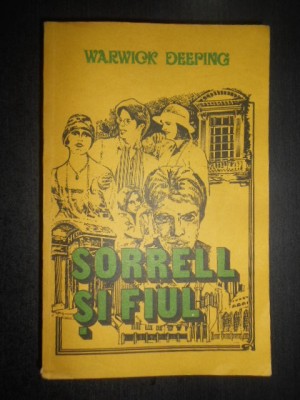 WARWICK DEEPING
SORRELL
ȘI FIUL